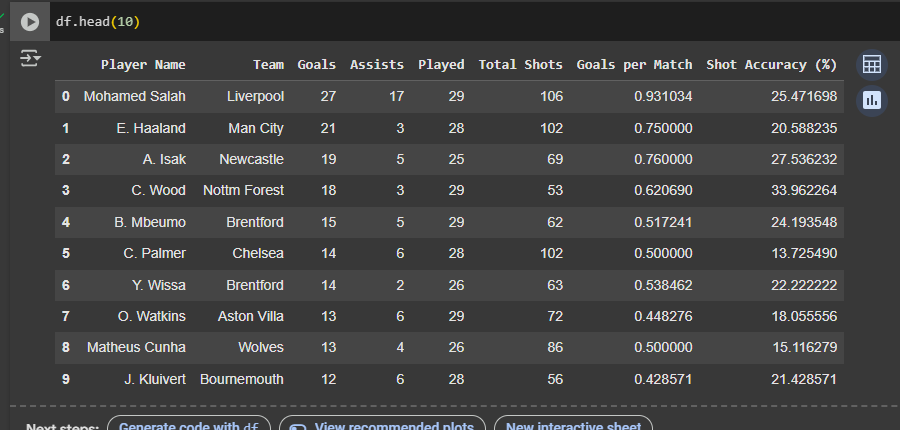 df.head(10)
Player Name Team Goals Assists Played Total Shots Goals per Match Shot Accuracy (%)
0 Mohamed Salah Liverpool 27 17 29 106 0.931034 25.471698
1 E. Haaland Man City 21 3 28 102 0.750000 20.588235
2 A. Isak Newcastle 19 5 25 69 0.760000 27.536232
3 C. Wood Nottm Forest 18 3 29 53 0.620690 33.962264
4 B. Mbeumo Brentford 15 5 29 62 0.517241 24.193548
5 C. Palmer Chelsea 14 6 28 102 0.500000 13.725490
6 Y. Wissa Brentford 14 2 26 63 0.538462 22.222222
7 O. Watkins Aston Villa 13 6 29 72 0.448276 18.055556
8 Matheus Cunha Wolves 13 4 26 86 0.500000 15.116279
9 J. Kluivert Bournemouth 12 6 28 56 0.428571 21.428571
Next steps: Generate code with df View recommended plots New interactive sheet